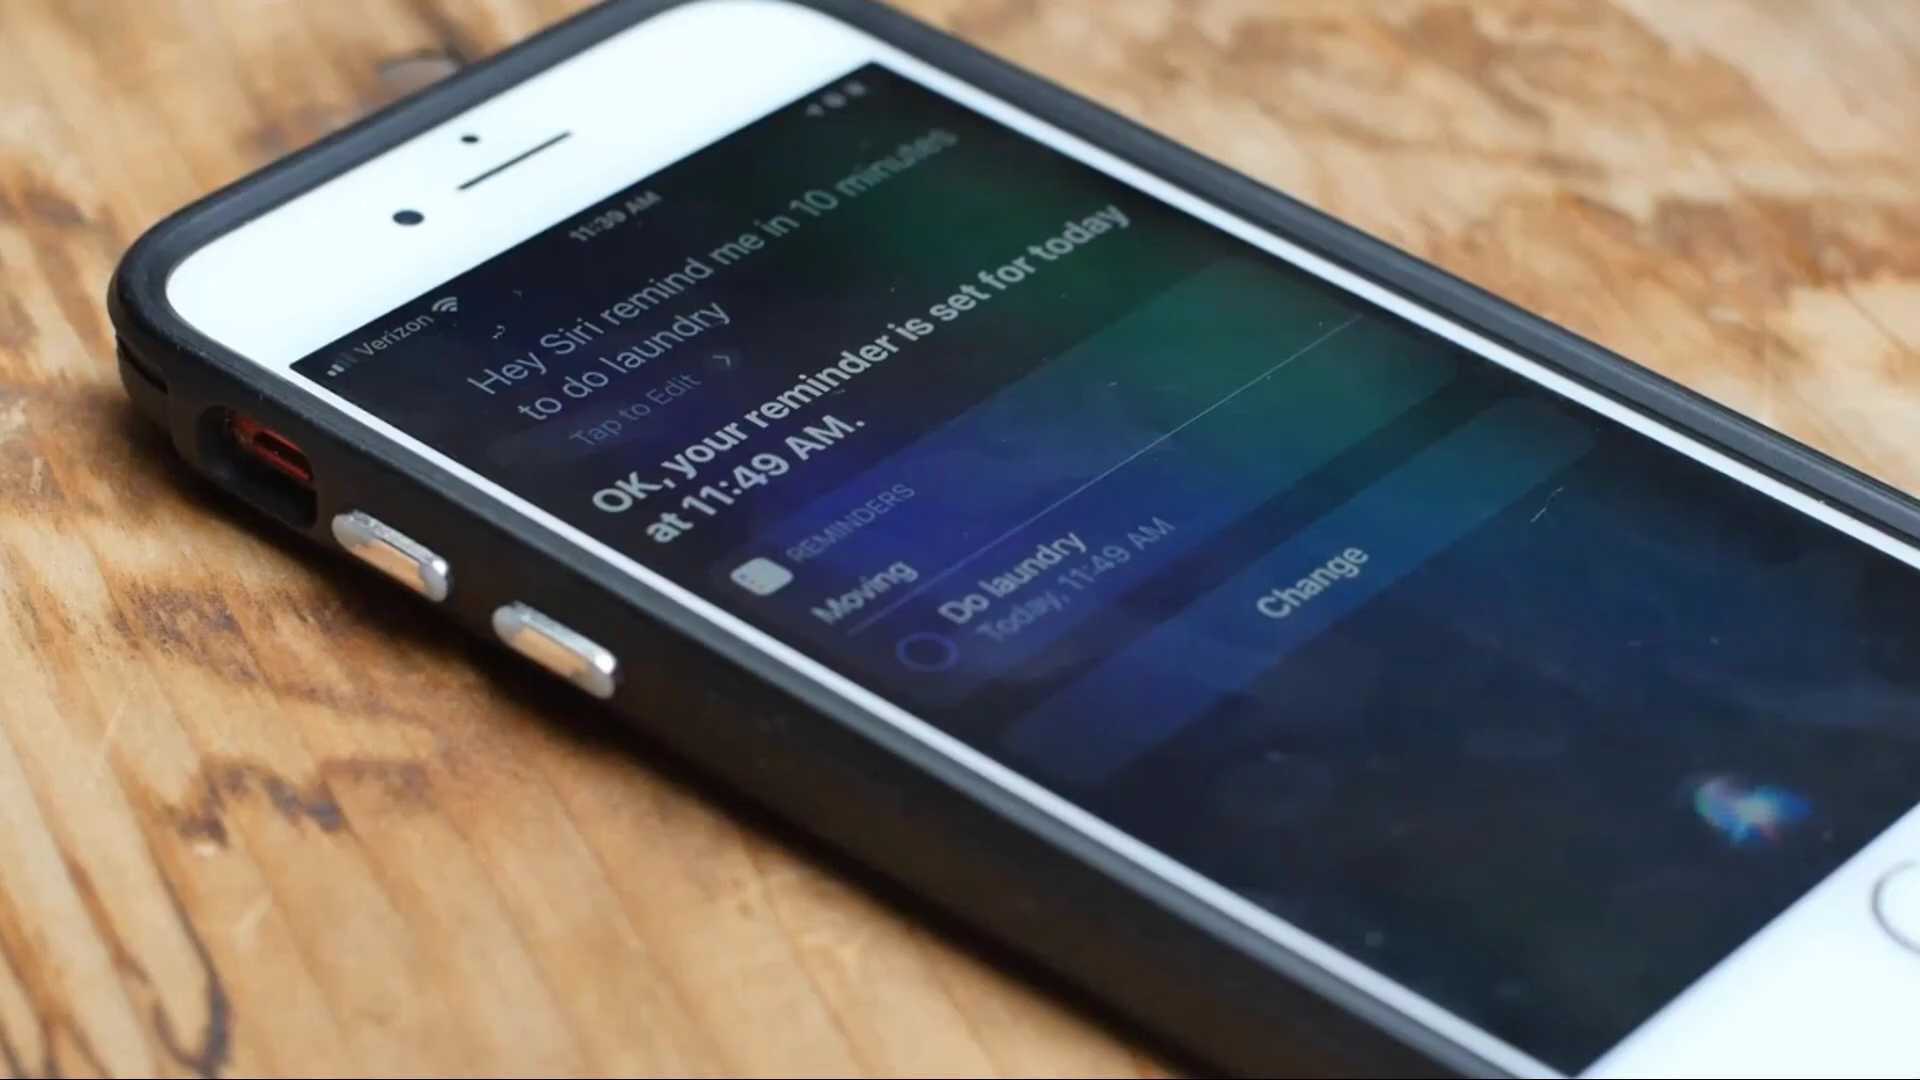 Verizon
11:39 AM
Hey Siri remind me in 10 minutes
to do laundry
Tap to Edit
OK, your reminder is set for today
at 11:49 AM.
REMINDERS
Moving
Do laundry
Today, 11:49 AM
Change